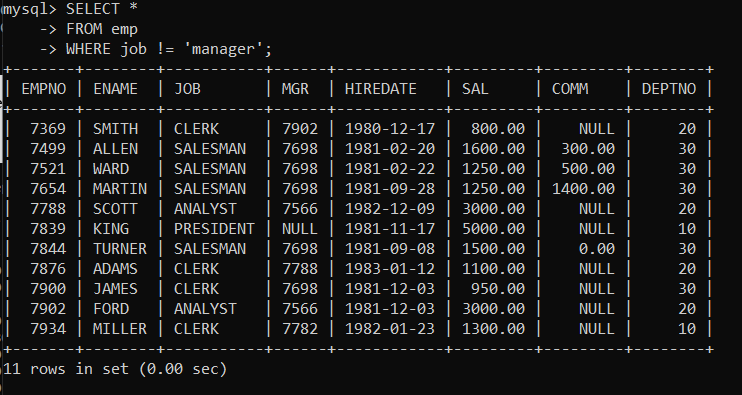 mysql> SELECT *
    -> FROM emp
    -> WHERE job != 'manager';
+-------+--------+-----------+------+------------+---------+---------+--------+
| EMPNO | ENAME  | JOB       | MGR  | HIREDATE   | SAL     | COMM    | DEPTNO |
+-------+--------+-----------+------+------------+---------+---------+--------+
|  7369 | SMITH  | CLERK     | 7902 | 1980-12-17 |  800.00 |    NULL |     20 |
|  7499 | ALLEN  | SALESMAN  | 7698 | 1981-02-20 | 1600.00 |  300.00 |     30 |
|  7521 | WARD   | SALESMAN  | 7698 | 1981-02-22 | 1250.00 |  500.00 |     30 |
|  7654 | MARTIN | SALESMAN  | 7698 | 1981-09-28 | 1250.00 | 1400.00 |     30 |
|  7788 | SCOTT  | ANALYST   | 7566 | 1982-12-09 | 3000.00 |    NULL |     20 |
|  7839 | KING   | PRESIDENT | NULL | 1981-11-17 | 5000.00 |    NULL |     10 |
|  7844 | TURNER | SALESMAN  | 7698 | 1981-09-08 | 1500.00 |    0.00 |     30 |
|  7876 | ADAMS  | CLERK     | 7788 | 1983-01-12 | 1100.00 |    NULL |     20 |
|  7900 | JAMES  | CLERK     | 7698 | 1981-12-03 |  950.00 |    NULL |     30 |
|  7902 | FORD   | ANALYST   | 7566 | 1981-12-03 | 3000.00 |    NULL |     20 |
|  7934 | MILLER | CLERK     | 7782 | 1982-01-23 | 1300.00 |    NULL |     10 |
+-------+--------+-----------+------+------------+---------+---------+--------+
11 rows in set (0.00 sec)